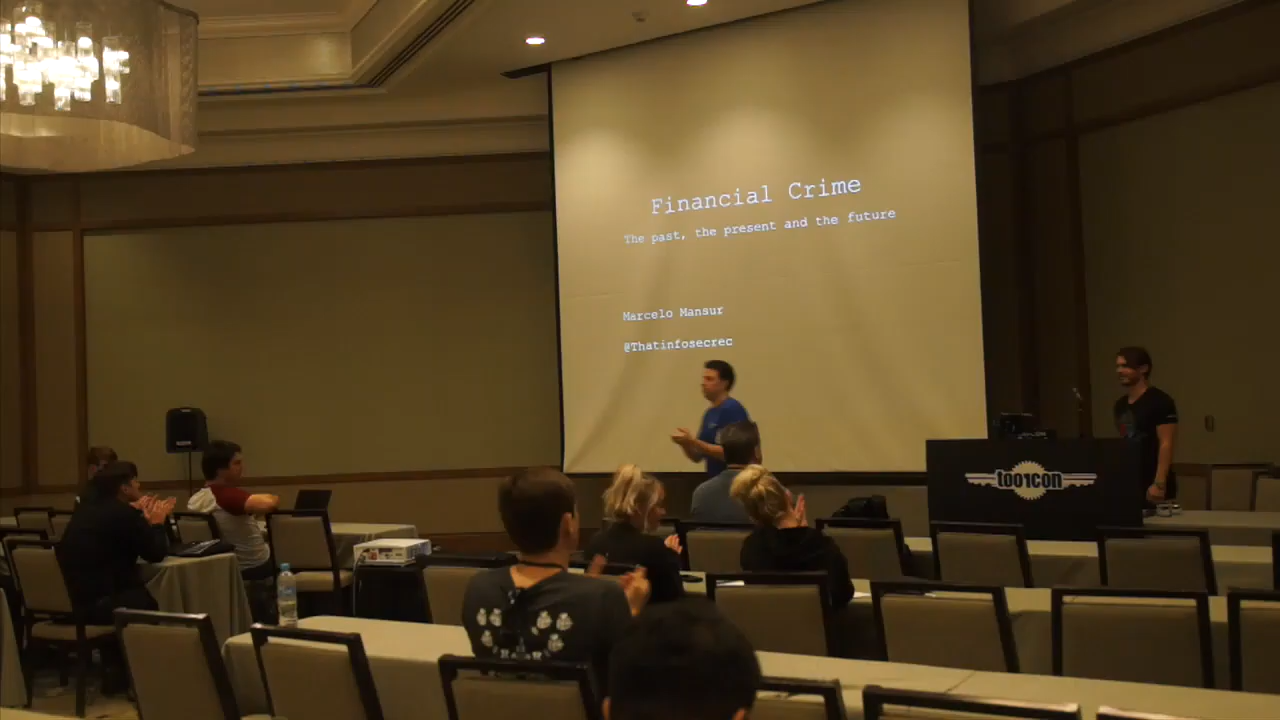 Financial Crime
The past, the present and the future
Marcelo Mansur
@Thatinfosecrec
too1con